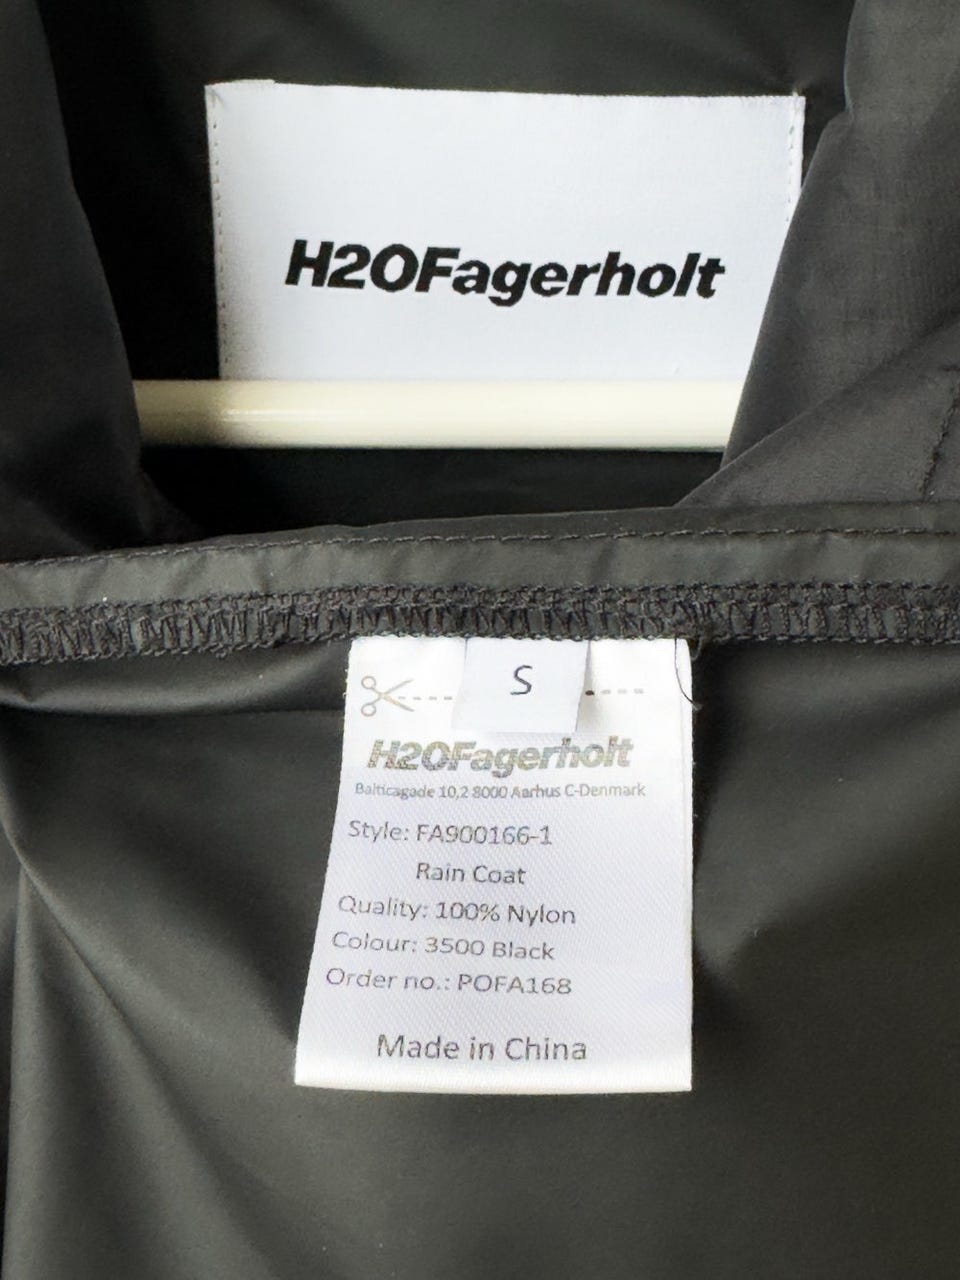 H2OFagerholt
S
H2OFagerholt
Balticagade 10,2 8000 Aarhus C-Denmark
Style: FA900166-1
Rain Coat
Quality: 100% Nylon
Colour: 3500 Black
Order no.: POFA168
Made in China